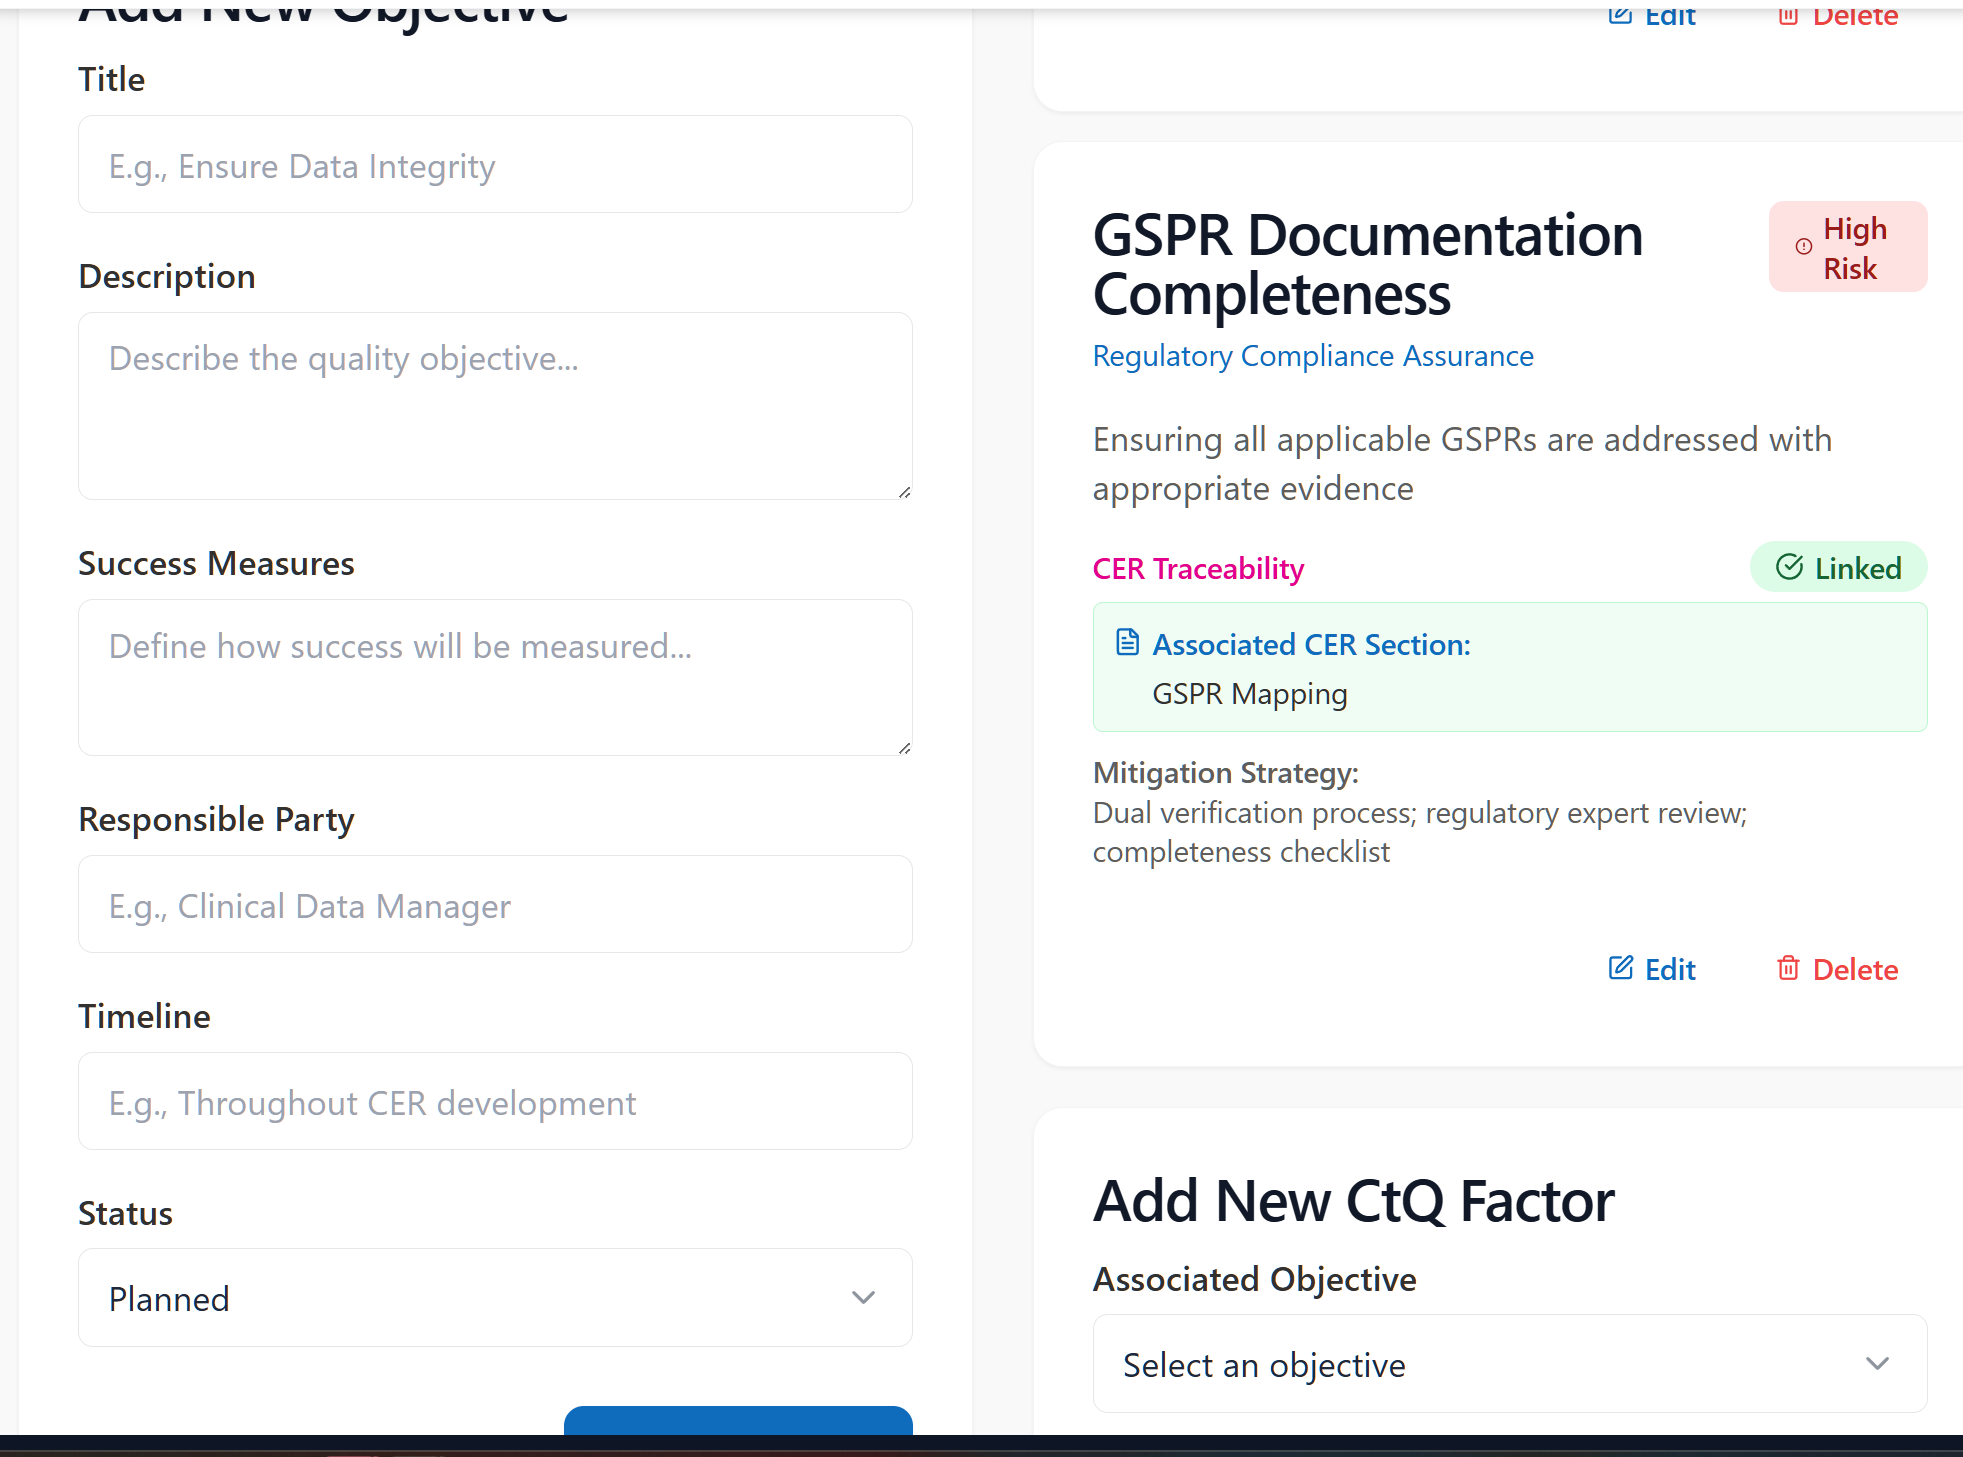 Add New Objective
Title
E.g., Ensure Data Integrity
Description
Describe the quality objective...
Success Measures
Define how success will be measured...
Responsible Party
E.g., Clinical Data Manager
Timeline
E.g., Throughout CER development
Status
Planned
Edit
Delete
GSPR Documentation
Completeness
High
Risk
Regulatory Compliance Assurance
Ensuring all applicable GSPRs are addressed with
appropriate evidence
CER Traceability
Linked
Associated CER Section:
GSPR Mapping
Mitigation Strategy:
Dual verification process; regulatory expert review;
completeness checklist
Edit
Delete
Add New CtQ Factor
Associated Objective
Select an objective